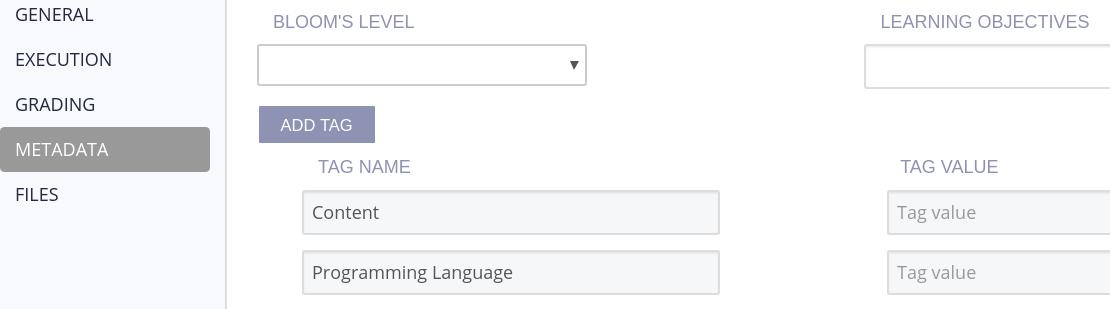 GENERAL
EXECUTION
GRADING
METADATA
FILES
BLOOM'S LEVEL
LEARNING OBJECTIVES
ADD TAG
TAG NAME
TAG VALUE
Content
Tag value
Programming Language
Tag value